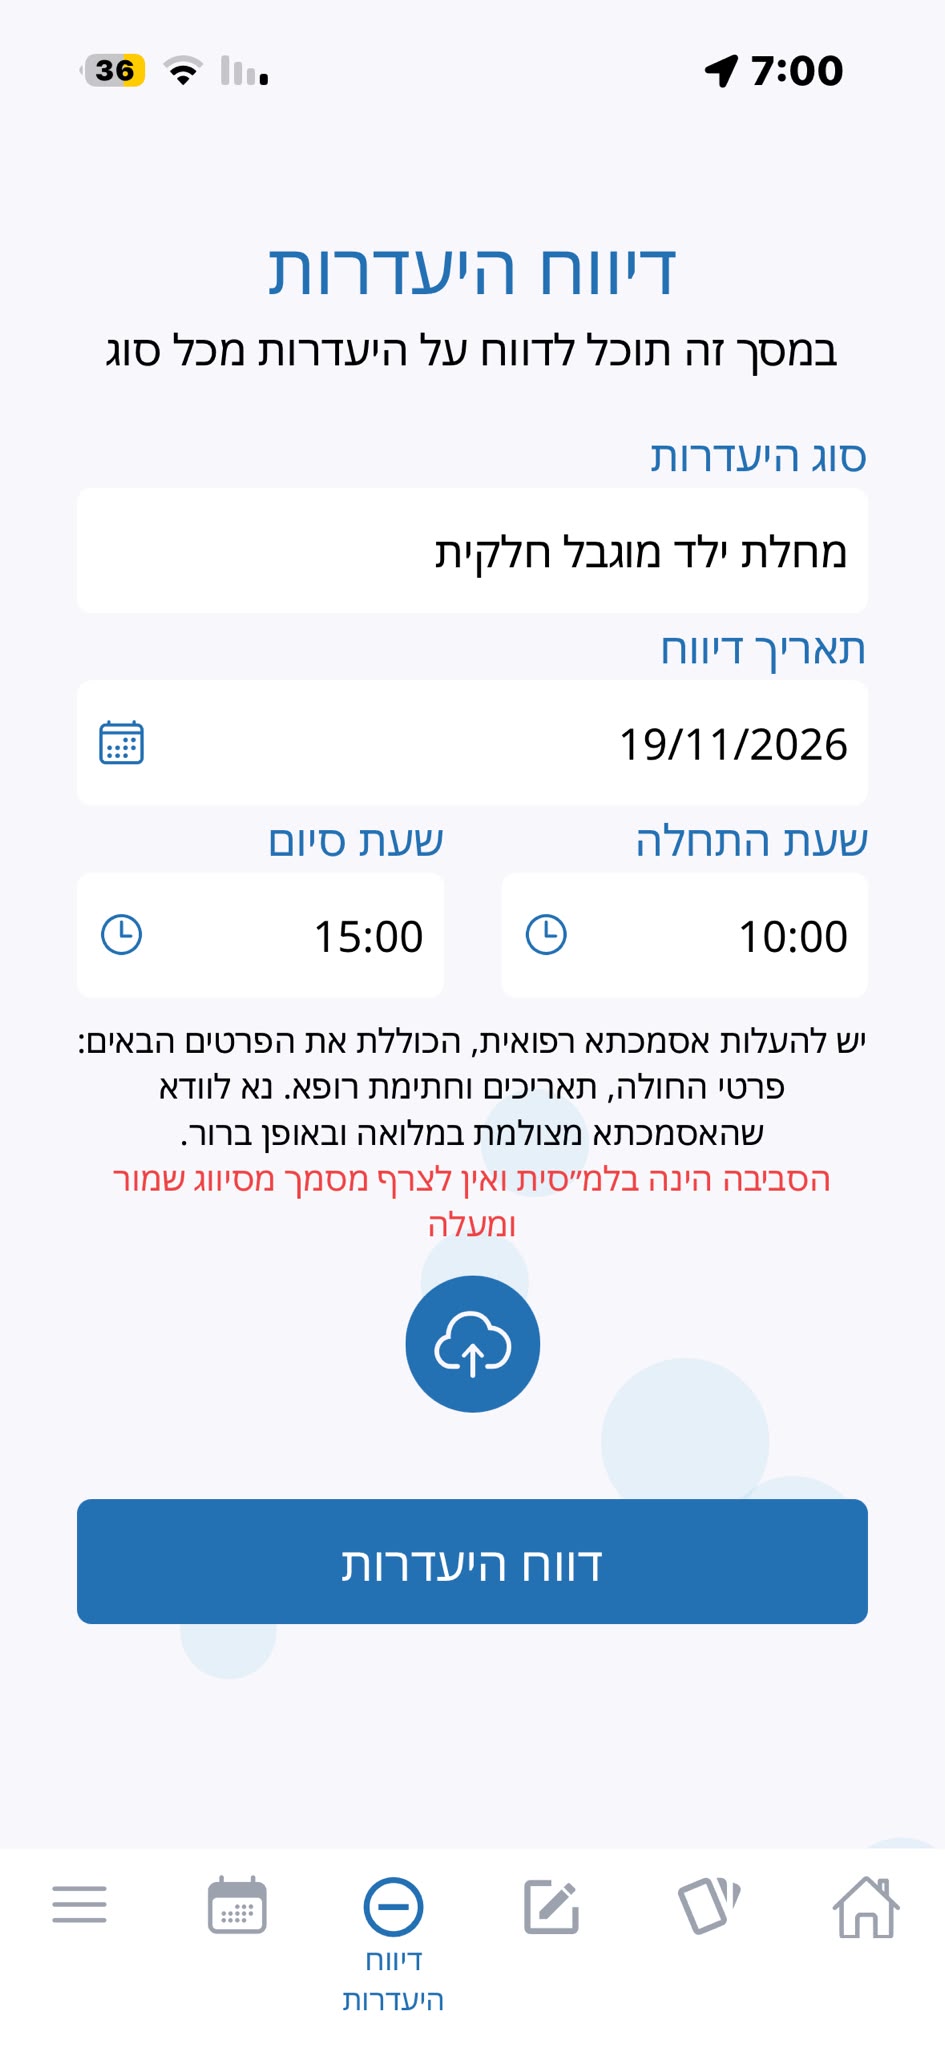 7:00
36
דיווח היעדרות
במסך זה תוכל לדווח על היעדרות מכל סוג
סוג היעדרות
מחלת ילד מוגבל חלקית
תאריך דיווח
19/11/2026
שעת התחלה
שעת סיום
10:00
15:00
יש להעלות אסמכתא רפואית, הכוללת את הפרטים הבאים:
פרטי החולה, תאריכים וחתימת רופא. נא לוודא
שהאסמכתא מצולמת במלואה ובאופן ברור.
הסביבה הינה בלמ״סית ואין לצרף מסמך מסיווג שמור
ומעלה
דווח היעדרות
דיווח
היעדרות